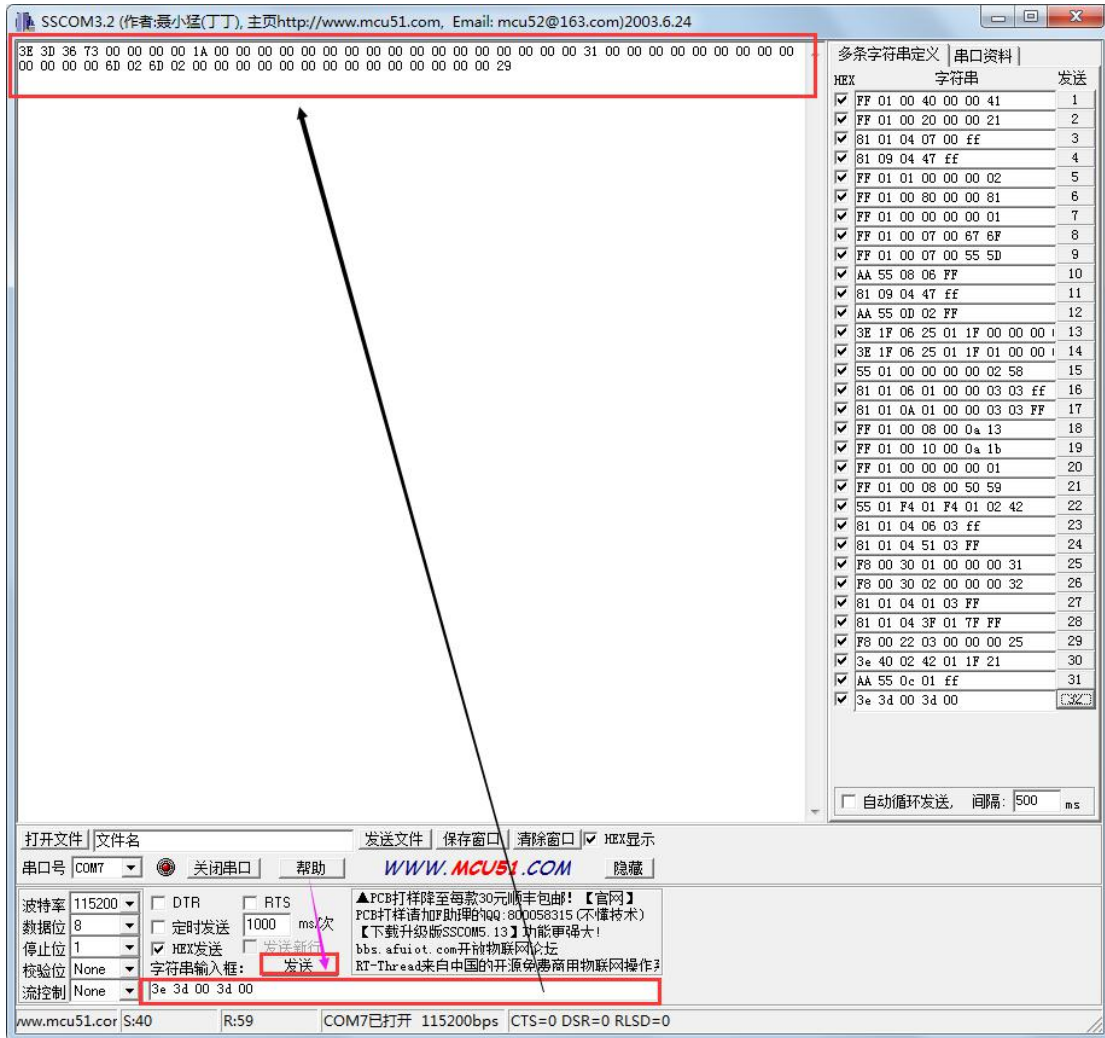 SSCOM3.2 (作者:聂小猛(丁丁), 主页http://www.mcu51.com, Email: mcu52@163.com)2003.6.24
3E 3D 36 73 00 00 00 00 1A 00 00 00 00 00 00 00 00 00 00 00 00 00 00 00 00 00 31 00 00 00 00 00 00 00 00 00
00 00 00 00 6D 02 6D 02 00 00 00 00 00 00 00 00 00 00 00 00 00 00 29
多条字符串定义 串口资料
HEX 字符串 发送
FF 01 00 40 00 00 41 1
FF 01 00 20 00 00 21 2
81 01 04 07 00 ff 3
81 09 04 47 ff 4
FF 01 01 00 00 00 02 5
FF 01 00 80 00 00 81 6
FF 01 00 00 00 00 01 7
FF 01 00 07 00 67 6F 8
FF 01 00 07 00 55 5D 9
AA 55 08 06 FF 10
81 09 04 47 ff 11
AA 55 0D 02 FF 12
3E 1F 06 25 01 1F 00 00 00 13
3E 1F 06 25 01 1F 01 00 00 14
55 01 00 00 00 00 02 58 15
81 01 06 01 00 00 03 03 ff 16
81 01 0A 01 00 00 03 03 FF 17
FF 01 00 08 00 0a 13 18
FF 01 00 10 00 0a 1b 19
FF 01 00 00 00 00 01 20
FF 01 00 08 00 50 59 21
55 01 F4 01 F4 01 02 42 22
81 01 04 06 03 ff 23
81 01 04 51 03 FF 24
F8 00 30 01 00 00 00 31 25
F8 00 30 02 00 00 00 32 26
81 01 04 01 03 FF 27
81 01 04 3F 01 7F FF 28
F8 00 22 03 00 00 00 25 29
3e 40 02 42 01 1F 21 30
AA 55 0c 01 ff 31
3e 3d 00 3d 00 32
自动循环发送, 间隔: 500 ms
打开文件 文件名 发送文件 保存窗口 清除窗口 HEX显示
串口号 COM7 关闭串口 帮助 WWW.MCU51.COM 隐藏
波特率 115200 DTR RTS
数据位 8 定时发送 1000 ms/次
停止位 1 HEX发送 发送新行
校验位 None 字符串输入框: 发送
流控制 None 3e 3d 00 3d 00
▲PCB打样降至每款30元顺丰包邮!【官网】
PCB打样请加F助理的QQ:800058315(不懂技术)
【下载升级版SSCOM5.13】功能更强大!
bbs.afuiot.com开放物联网论坛
RT-Thread来自中国的开源免费商用物联网操作
www.mcu51.cor S:40 R:59 COM7已打开 115200bps CTS=0 DSR=0 RLSD=0